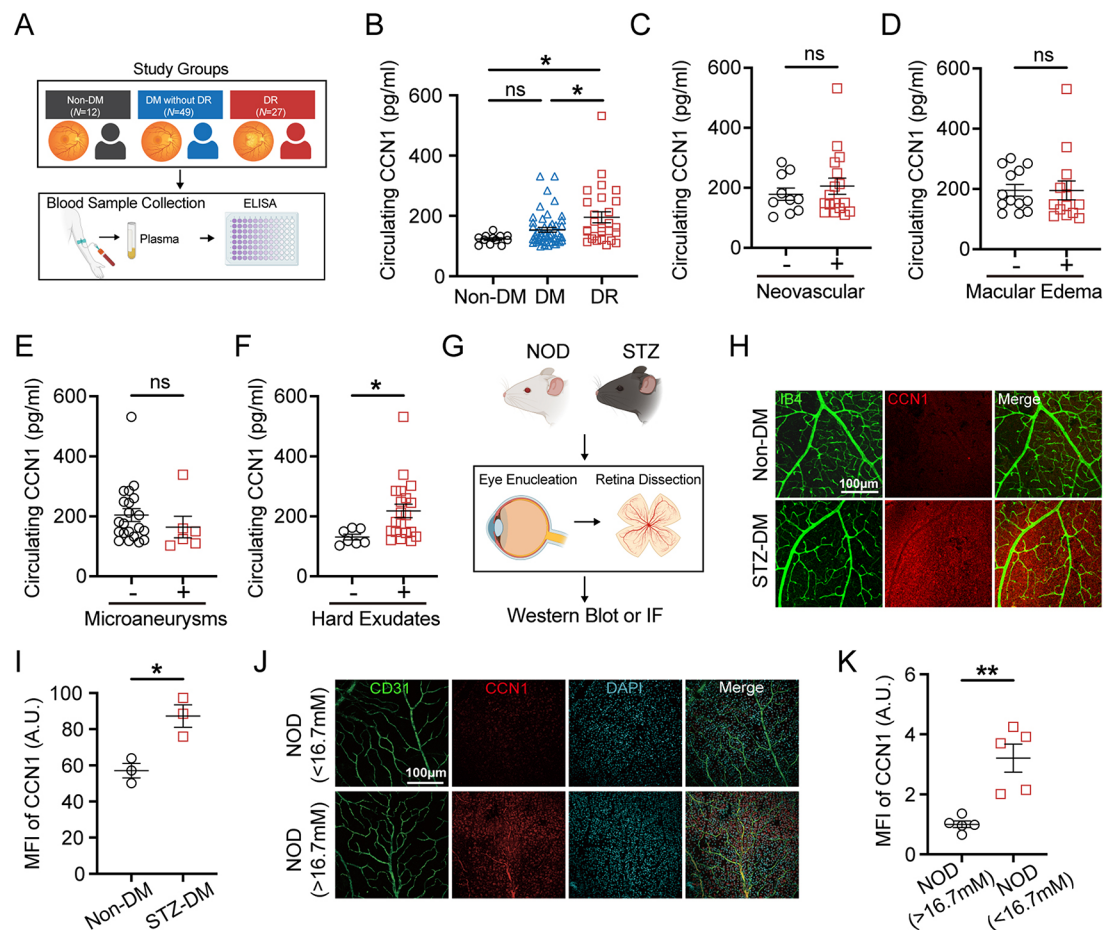 A
Study Groups
Non-DM
(N=12)
DM without DR
(N=49)
DR
(N=27)
Blood Sample Collection
ELISA
Plasma
B
Circulating CCN1 (pg/ml)
600
400
200
0
*
ns
*
Non-DM
DM
DR
C
Circulating CCN1 (pg/ml)
600
400
200
0
ns
-
+
Neovascular
D
Circulating CCN1 (pg/ml)
600
400
200
0
ns
-
+
Macular Edema
E
Circulating CCN1 (pg/ml)
600
400
200
0
ns
-
+
Microaneurysms
F
Circulating CCN1 (pg/ml)
600
400
200
0
*
-
+
Hard Exudates
G
NOD
STZ
Eye Enucleation
Retina Dissection
Western Blot or IF
H
IB4
CCN1
Merge
Non-DM
100μm
STZ-DM
I
MFI of CCN1 (A.U.)
100
80
60
40
20
0
*
Non-DM
STZ-DM
J
CD31
CCN1
DAPI
Merge
NOD
(<16.7mM)
100μm
NOD
(>16.7mM)
K
MFI of CCN1 (A.U.)
6
4
2
0
**
NOD
(>16.7mM)
NOD
(<16.7mM)